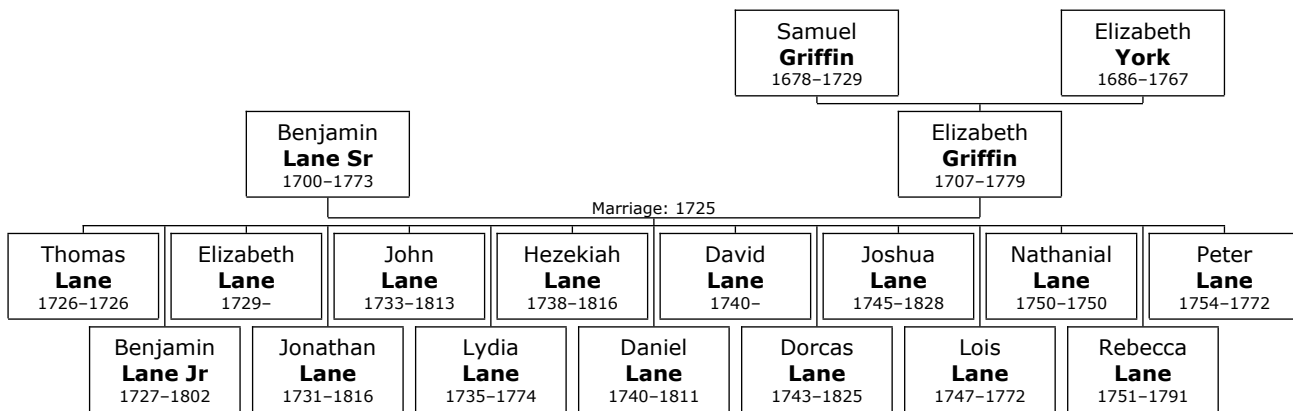 Samuel
Griffin
1678–1729
Elizabeth
York
1686–1767
Benjamin
Lane Sr
1700–1773
Elizabeth
Griffin
1707–1779
Marriage: 1725
Thomas
Lane
1726–1726
Elizabeth
Lane
1729–
John
Lane
1733–1813
Hezekiah
Lane
1738–1816
David
Lane
1740–
Joshua
Lane
1745–1828
Nathanial
Lane
1750–1750
Peter
Lane
1754–1772
Benjamin
Lane Jr
1727–1802
Jonathan
Lane
1731–1816
Lydia
Lane
1735–1774
Daniel
Lane
1740–1811
Dorcas
Lane
1743–1825
Lois
Lane
1747–1772
Rebecca
Lane
1751–1791